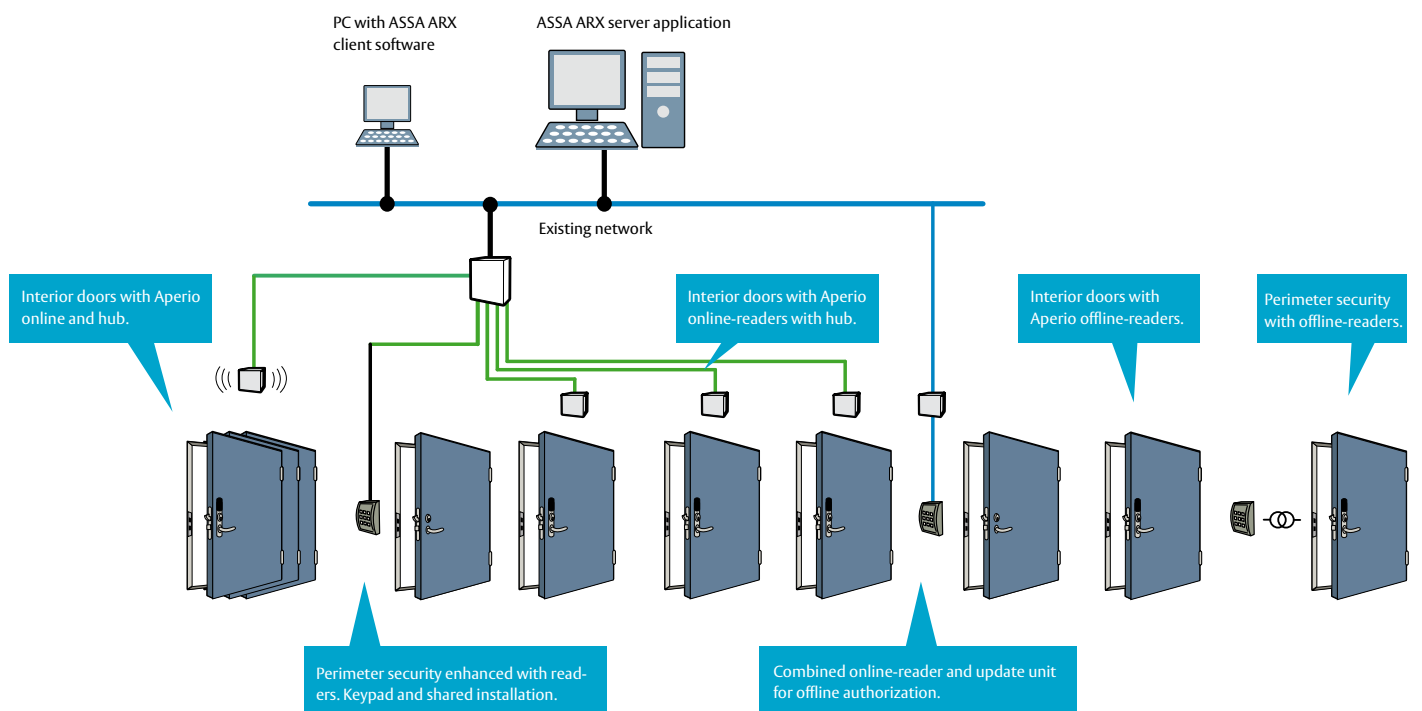 PC with ASSA ARX
client software
ASSA ARX server application
Existing network
Interior doors with Aperio
online and hub.
Interior doors with Aperio
online-readers with hub.
Interior doors with
Aperio offline-readers.
Perimeter security
with offline-readers.
Perimeter security enhanced with read-
ers. Keypad and shared installation.
Combined online-reader and update unit
for offline authorization.